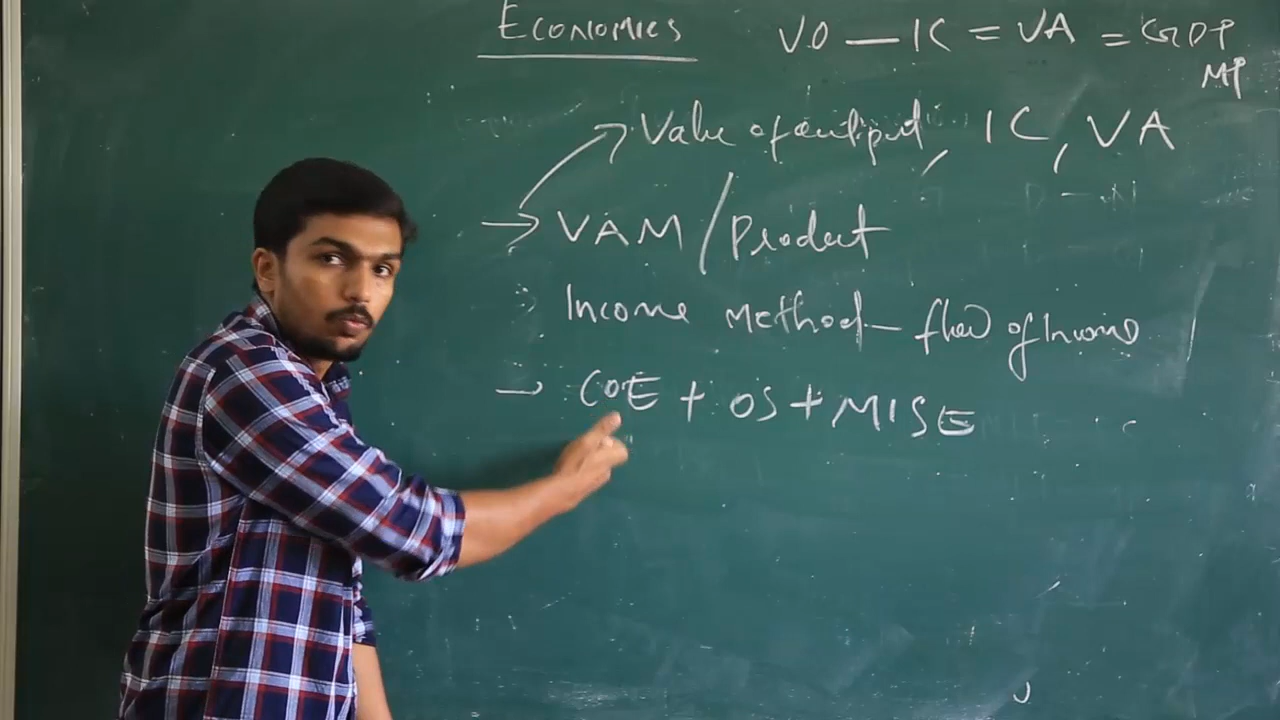 Economics
VO — IC = VA = GDP
MP
Value of output, IC, VA
→ VAM / Product
Income Method — flow of Income
→ COE + OS + MISE